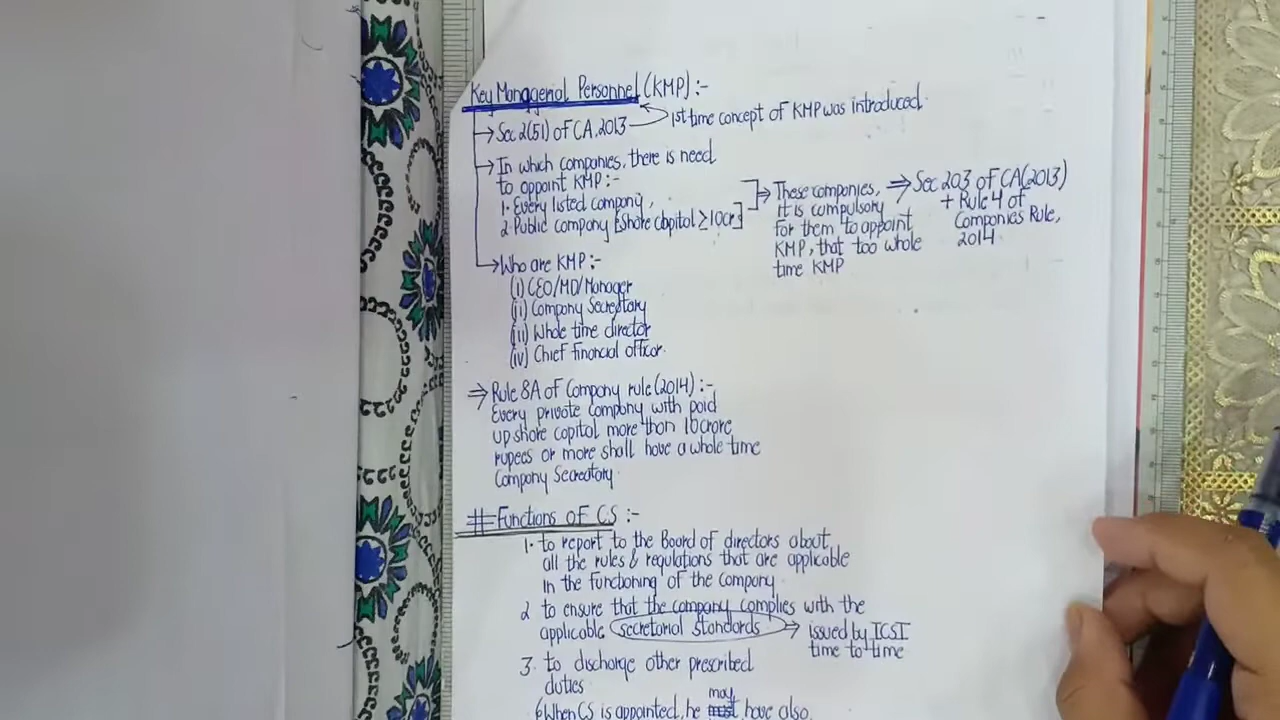 Key Managerial Personnel (KMP) :-
1st time concept of KMP was introduced.
→ Sec 2(51) of CA, 2013
→ In which companies, there is need
to appoint KMP :-
1. Every listed company,
2. Public company [share capital ≥ 10cr]
⇒ These companies,
it is compulsory
for them to appoint
KMP, that too whole
time KMP
⇒ Sec 203 of CA(2013)
+ Rule 4 of
Companies Rule,
2014.
→ Who are KMP :-
(i) CEO/MD/Manager
(ii) Company Secretary
(iii) Whole time director
(iv) Chief financial officer.
⇒ Rule 8A of Company rule (2014) :-
Every private company with paid
up share capital more than 10 crore
rupees or more shall have a whole time
Company Secreatory.
# Functions of CS :-
1. to report to the Board of directors about
all the rules & regulations that are applicable
in the functioning of the company
2. to ensure that the company complies with the
applicable secretarial standards → issued by ICSI
time to time
3. to discharge other prescribed
duties
may
When CS is appointed, he must have also